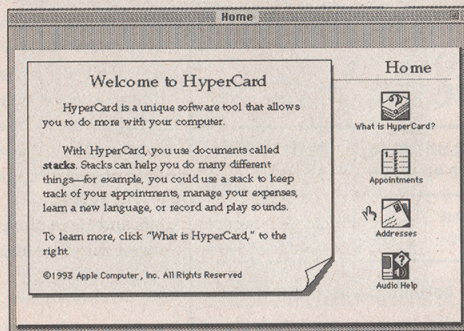 Home
Welcome to HyperCard
HyperCard is a unique software tool that allows
you to do more with your computer.
With HyperCard, you use documents called
stacks. Stacks can help you do many different
things—for example, you could use a stack to keep
track of your appointments, manage your expenses,
learn a new language, or record and play sounds.
To learn more, click "What is HyperCard," to the
right.
©1993 Apple Computer, Inc. All Rights Reserved
Home
What is HyperCard?
Appointments
Addresses
Audio Help